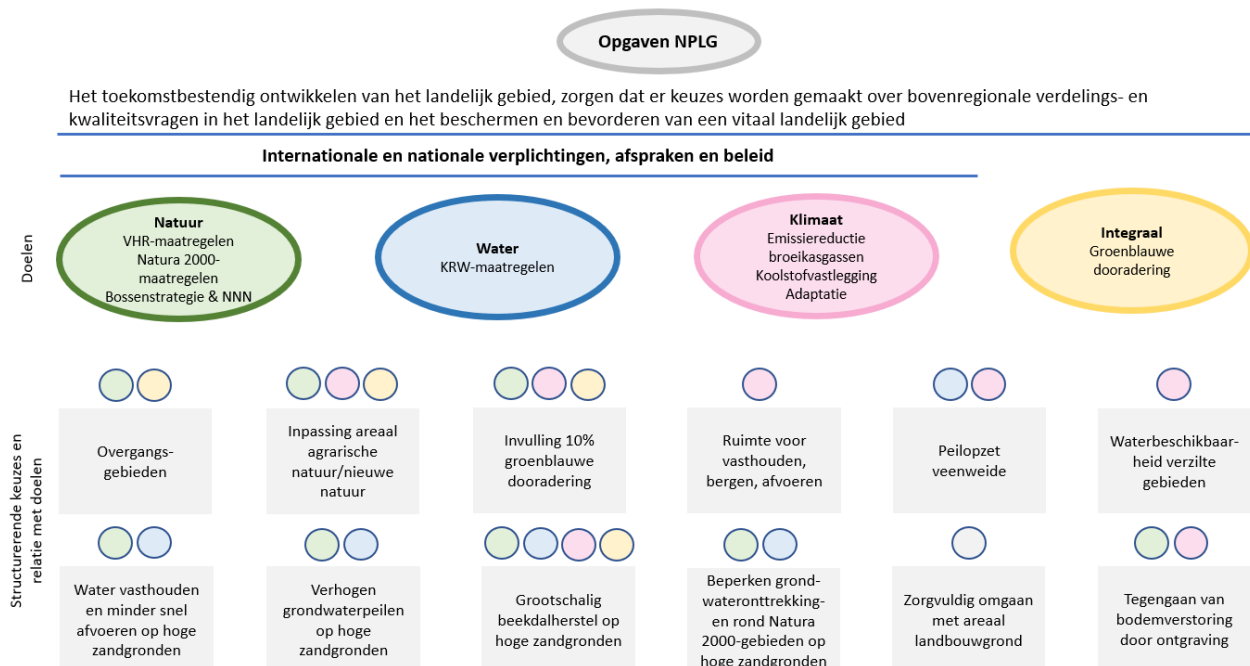 Opgaven NPLG
Het toekomstbestendig ontwikkelen van het landelijk gebied, zorgen dat er keuzes worden gemaakt over bovenregionale verdelings- en
kwaliteitsvragen in het landelijk gebied en het beschermen en bevorderen van een vitaal landelijk gebied
Internationale en nationale verplichtingen, afspraken en beleid
Doelen
Natuur
VHR-maatregelen
Natura 2000-
maatregelen
Bossenstrategie & NNN
Water
KRW-maatregelen
Klimaat
Emissiereductie
broeikasgassen
Koolstofvastlegging
Adaptatie
Integraal
Groenblauwe
dooradering
Structurerende keuzes en
relatie met doelen
Overgangs-
gebieden
Inpassing areaal
agrarische
natuur/nieuwe
natuur
Invulling 10%
groenblauwe
dooradering
Ruimte voor
vasthouden,
bergen, afvoeren
Peilopzet
veenweide
Waterbeschikbaar-
heid verzilte
gebieden
Water vasthouden
en minder snel
afvoeren op hoge
zandgronden
Verhogen
grondwaterpeilen
op hoge
zandgronden
Grootschalig
beekdalherstel op
hoge zandgronden
Beperken grond-
wateronttrekking-
en rond Natura
2000-gebieden op
hoge zandgronden
Zorgvuldig omgaan
met areaal
landbouwgrond
Tegengaan van
bodemverstoring
door ontgraving